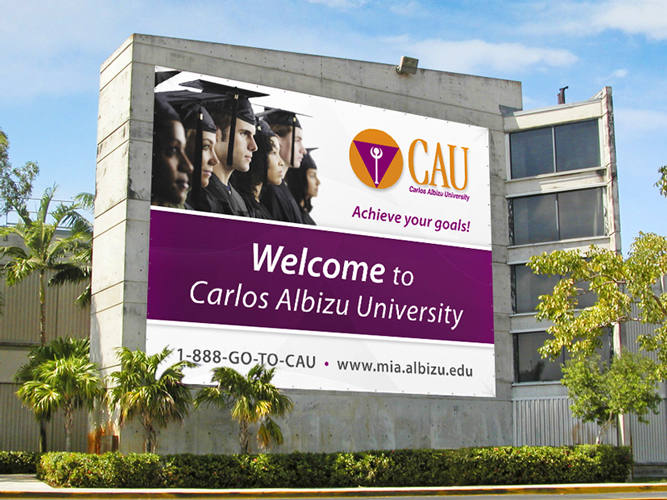 CAU
Carlos Albizu University
Achieve your goals!
Welcome to
Carlos Albizu University
1-888-GO-TO-CAU • www.mia.albizu.edu